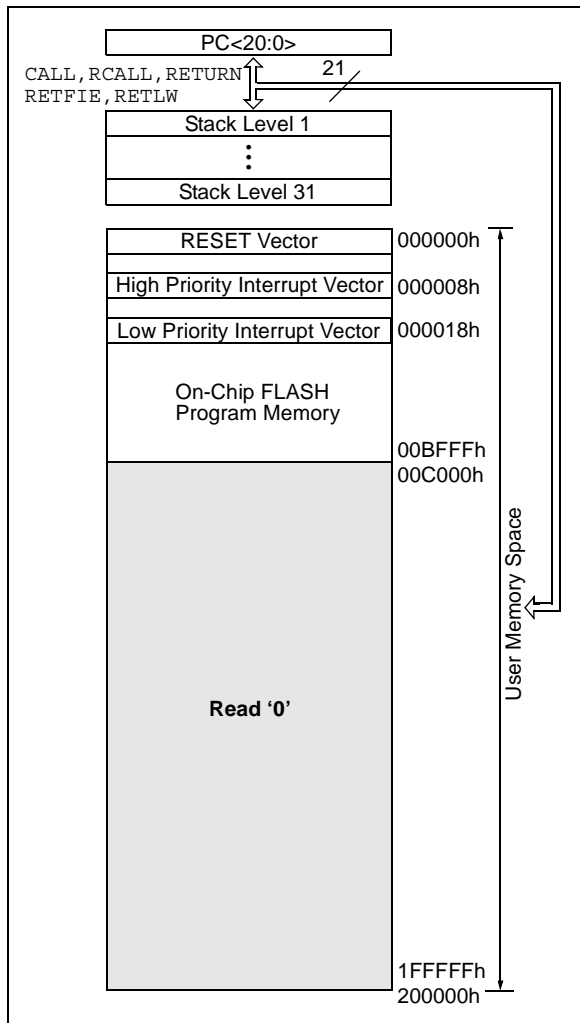 PC<20:0>
CALL,RCALL,RETURN
RETFIE,RETLW
21
Stack Level 1
Stack Level 31
RESET Vector
000000h
High Priority Interrupt Vector
000008h
Low Priority Interrupt Vector
000018h
On-Chip FLASH
Program Memory
00BFFFh
00C000h
User Memory Space
Read ‘0’
1FFFFFh
200000h